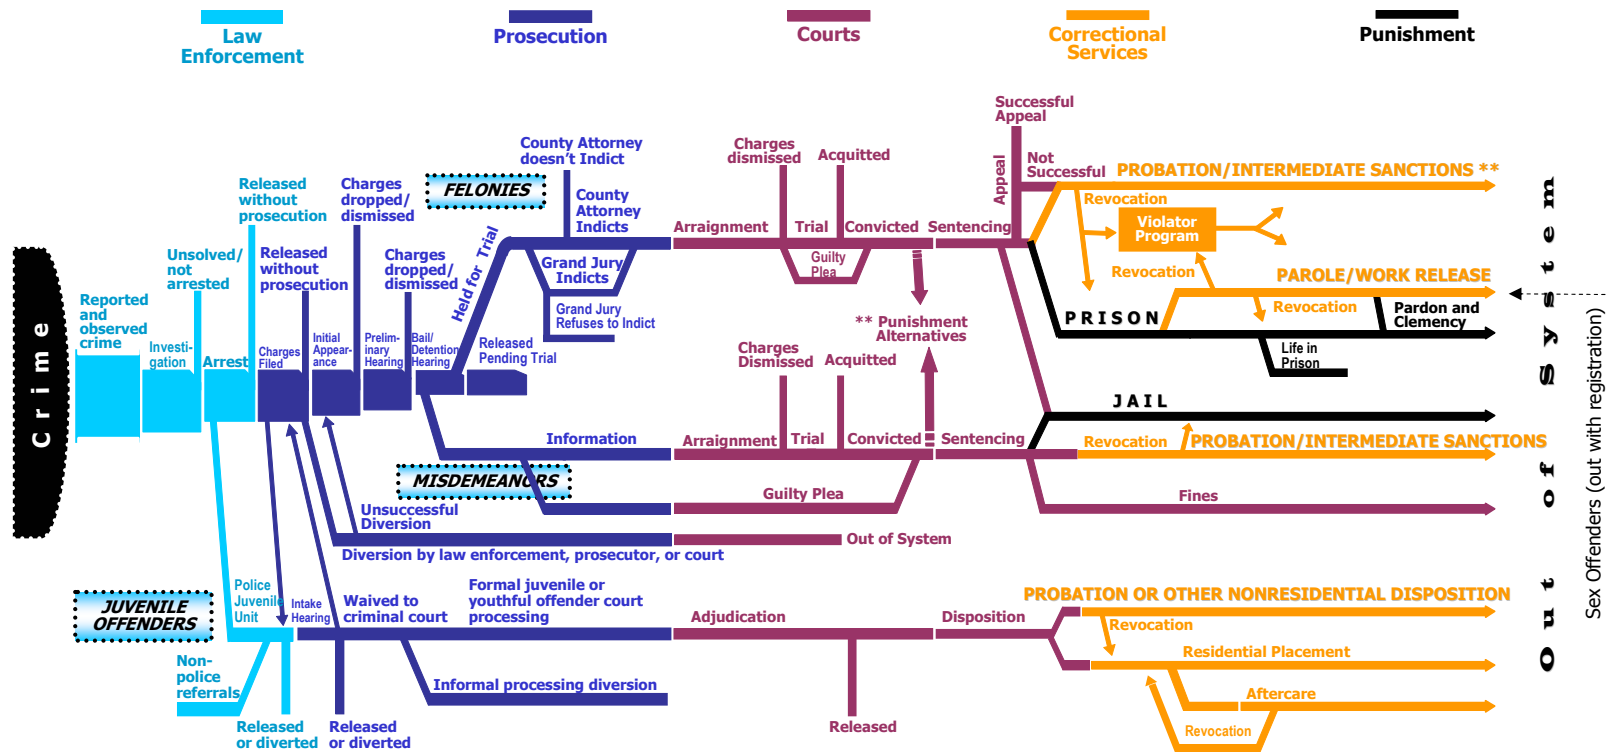 Law
Enforcement
Prosecution
Courts
Correctional
Services
Punishment
Crime
Reported
and
observed
crime
Investi-
gation
Unsolved/
not
arrested
Arrest
Released
without
prosecution
Charges
Filed
Released
without
prosecution
Initial
Appear-
ance
Charges
dropped/
dismissed
Prelim-
inary
Hearing
Charges
dropped/
dismissed
Bail/
Detention
Hearing
Released
Pending Trial
Held for Trial
FELONIES
County Attorney
doesn't Indict
County
Attorney
Indicts
Grand Jury
Indicts
Grand Jury
Refuses to Indict
Arraignment
Charges
dismissed
Trial
Acquitted
Convicted
Guilty
Plea
Sentencing
Appeal
Successful
Appeal
Not
Successful
PROBATION/INTERMEDIATE SANCTIONS **
Revocation
Violator
Program
Revocation
PAROLE/WORK RELEASE
Revocation
PRISON
Pardon and
Clemency
Life in
Prison
** Punishment
Alternatives
MISDEMEANORS
Information
Arraignment
Charges
Dismissed
Trial
Acquitted
Convicted
Sentencing
JAIL
Revocation
PROBATION/INTERMEDIATE SANCTIONS
Guilty Plea
Fines
Unsuccessful
Diversion
Diversion by law enforcement, prosecutor, or court
Out of System
JUVENILE
OFFENDERS
Police
Juvenile
Unit
Intake
Hearing
Waived to
criminal court
Formal juvenile or
youthful offender court
processing
Non-
police
referrals
Released
or diverted
Released
or diverted
Informal processing diversion
Adjudication
Released
Disposition
PROBATION OR OTHER NONRESIDENTIAL DISPOSITION
Revocation
Residential Placement
Aftercare
Revocation
Out of System
Sex Offenders (out with registration)